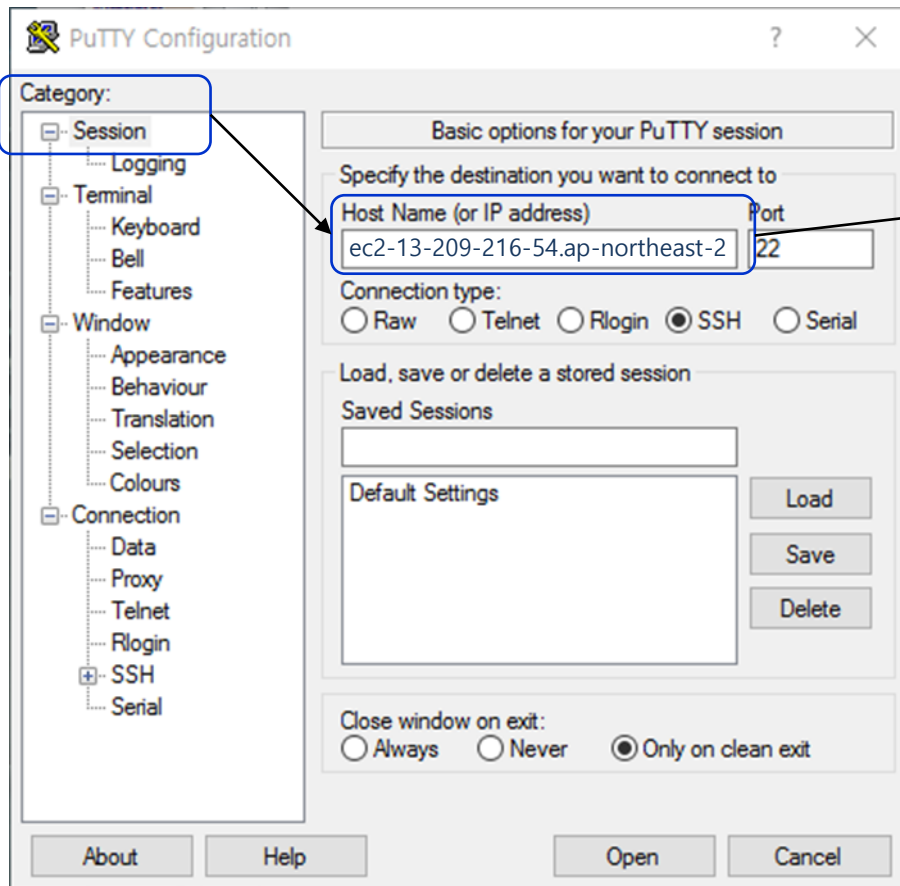 PuTTY Configuration
?
Category:
Session
Logging
Terminal
Keyboard
Bell
Features
Window
Appearance
Behaviour
Translation
Selection
Colours
Connection
Data
Proxy
Telnet
Rlogin
SSH
Serial
Basic options for your PuTTY session
Specify the destination you want to connect to
Host Name (or IP address) Port
ec2-13-209-216-54.ap-northeast-2 22
Connection type:
Raw Telnet Rlogin SSH Serial
Load, save or delete a stored session
Saved Sessions
Default Settings
Load
Save
Delete
Close window on exit:
Always Never Only on clean exit
About Help Open Cancel